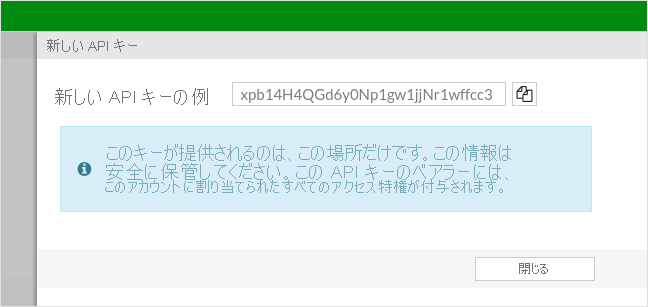 新しい API キー
新しい API キーの例 xpb14H4QGd6y0Np1gw1jjNr1wffcc3
このキーが提供されるのは、この場所だけです。この情報は
安全に保管してください。この API キーのベアラーには、
このアカウントに割り当てられたすべてのアクセス特権が付与されます。
閉じる